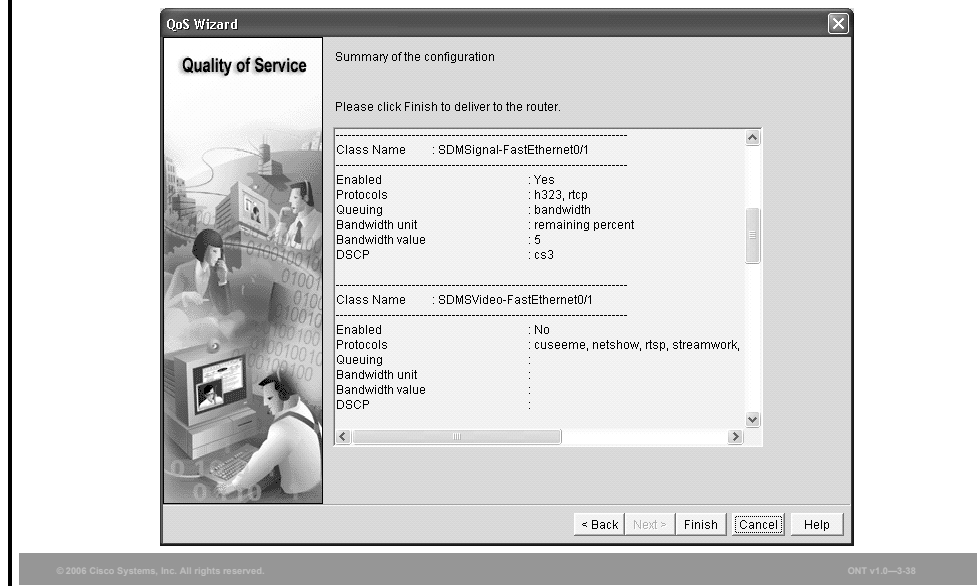 QoS Wizard
Quality of Service
Summary of the configuration
Please click Finish to deliver to the router.
Class Name : SDMSignal-FastEthernet0/1
Enabled : Yes
Protocols : h323, rtcp
Queuing : bandwidth
Bandwidth unit : remaining percent
Bandwidth value : 5
DSCP : cs3
Class Name : SDMSVideo-FastEthernet0/1
Enabled : No
Protocols : cuseeme, netshow, rtsp, streamwork,
Queuing :
Bandwidth unit :
Bandwidth value :
DSCP :
< Back Next > Finish Cancel Help
© 2006 Cisco Systems, Inc. All rights reserved. ONT v1.0—3-38